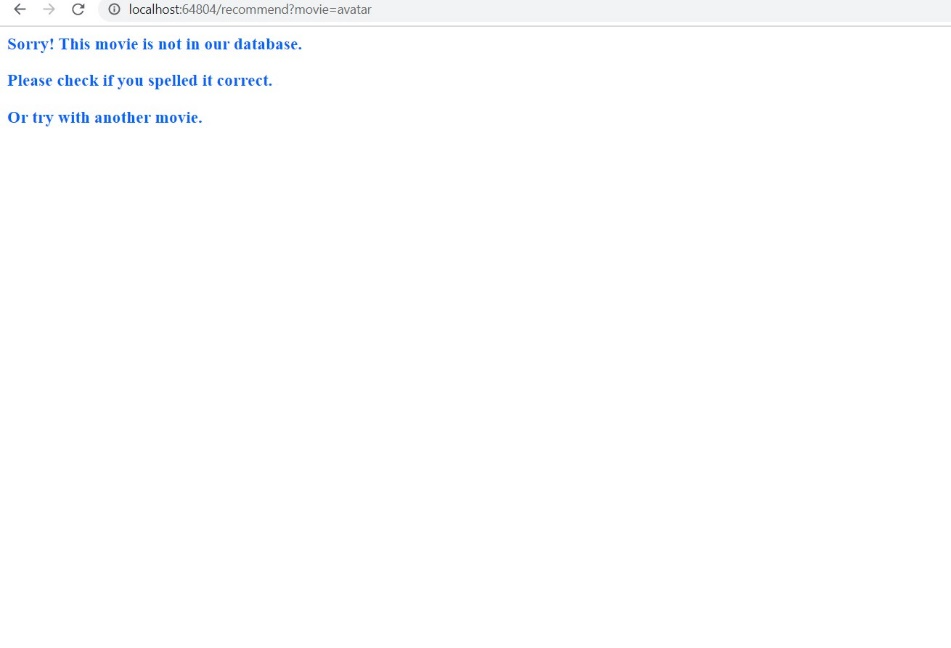 localhost:64804/recommend?movie=avatar
Sorry! This movie is not in our database.
Please check if you spelled it correct.
Or try with another movie.